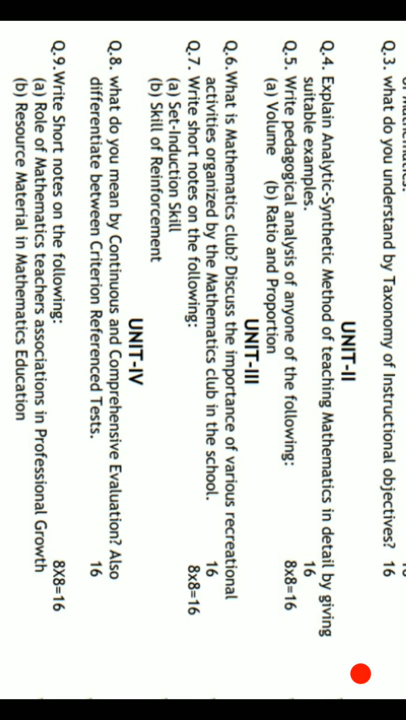 Q.3. what do you understand by Taxonomy of Instructional objectives? 16
UNIT-II
Q.4. Explain Analytic-Synthetic Method of teaching Mathematics in detail by giving
suitable examples. 16
Q.5. Write pedagogical analysis of anyone of the following: 8x8=16
(a) Volume (b) Ratio and Proportion
UNIT-III
Q.6.What is Mathematics club? Discuss the importance of various recreational
activities organized by the Mathematics club in the school. 16
Q.7. Write short notes on the following: 8x8=16
(a) Set-Induction Skill
(b) Skill of Reinforcement
UNIT-IV
Q.8. what do you mean by Continuous and Comprehensive Evaluation? Also
differentiate between Criterion Referenced Tests. 16
Q.9.Write Short notes on the following: 8x8=16
(a) Role of Mathematics teachers associations in Professional Growth
(b) Resource Material in Mathematics Education